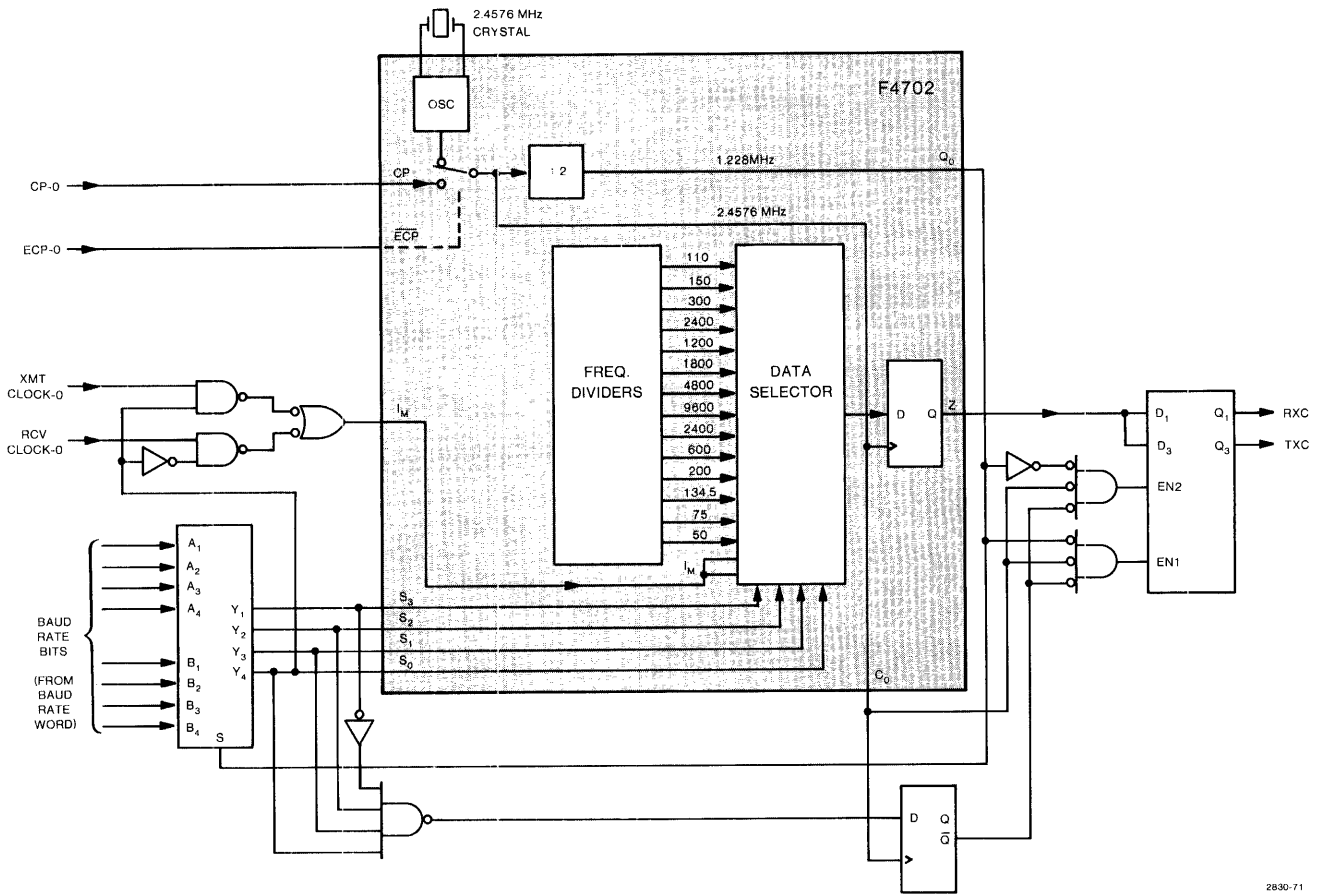 2.4576 MHz
CRYSTAL
F4702
OSC
CP-0
CP
1.228MHz
Q0
2.4576 MHz
ECP-0
ECP
110
150
300
2400
1200
1800
4800
9600
2400
600
200
134.5
75
50
FREQ.
DIVIDERS
DATA
SELECTOR
XMT
CLOCK-0
RCV
CLOCK-0
IM
IM
D Q
Z
D1 Q1
D3 Q3
RXC
TXC
EN2
EN1
BAUD
RATE
BITS
(FROM
BAUD
RATE
WORD)
A1
A2
A3
A4
B1
B2
B3
B4
S
Y1
Y2
Y3
Y4
S3
S2
S1
S0
C0
D Q
Q
2830-71